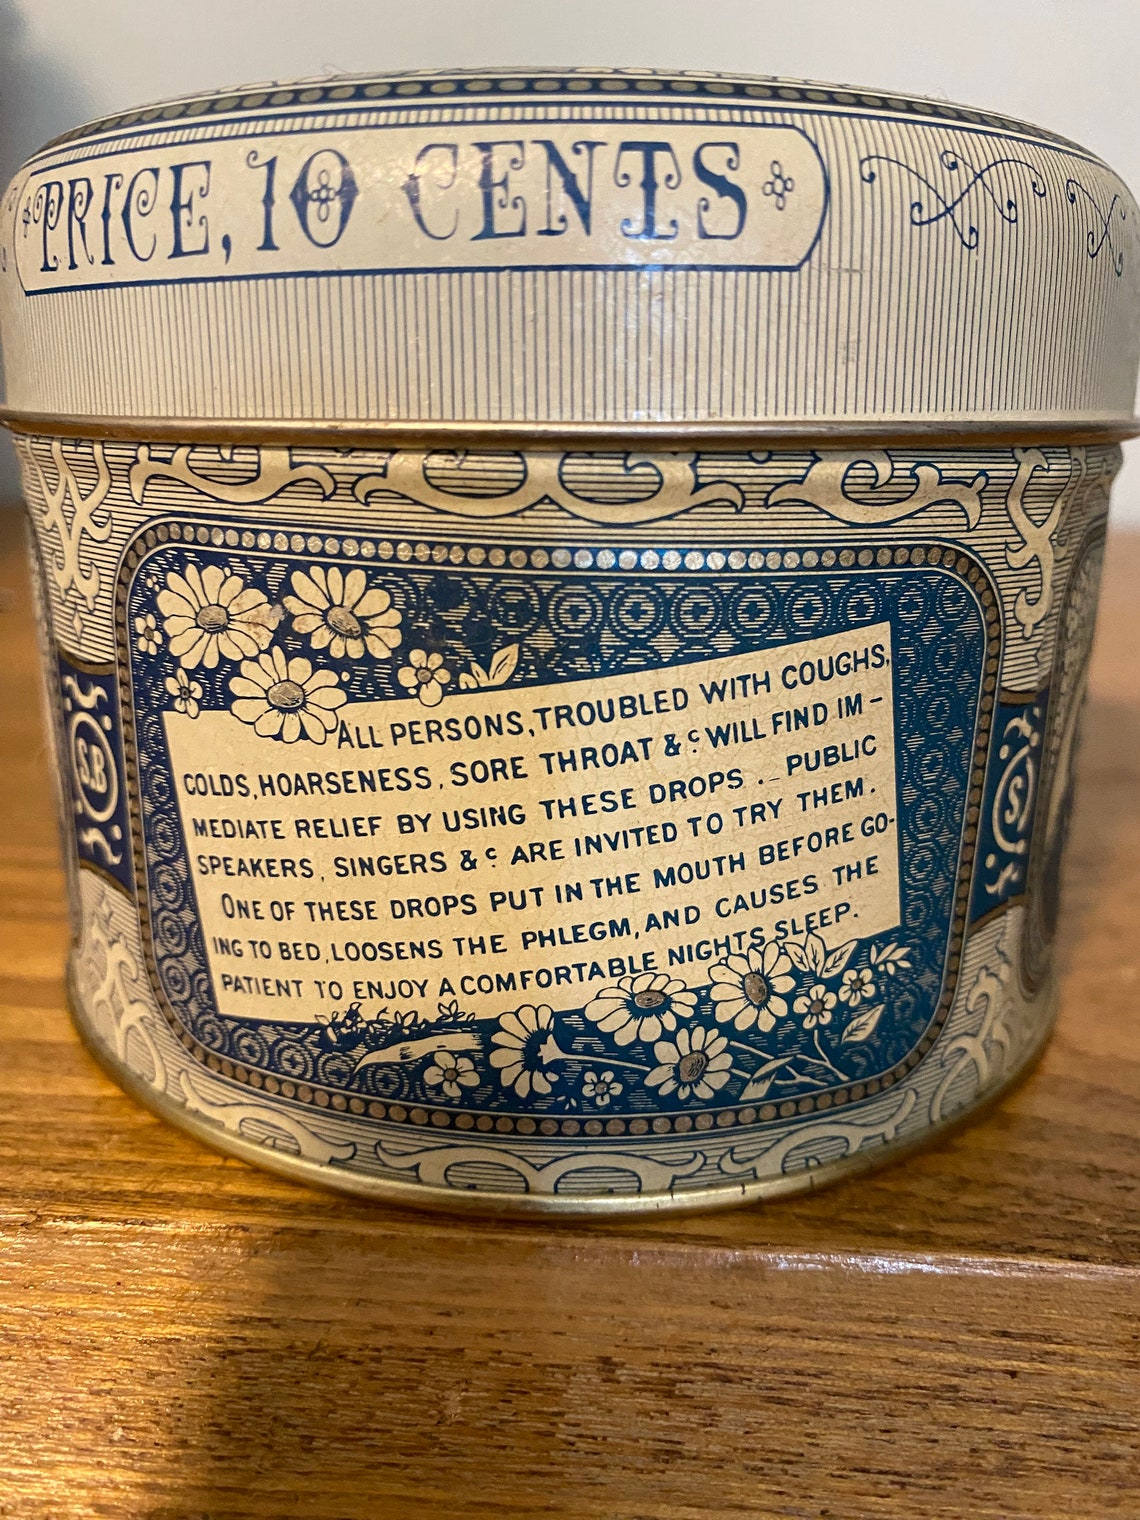 PRICE, 10 CENTS
ALL PERSONS, TROUBLED WITH COUGHS,
COLDS, HOARSENESS, SORE THROAT &c WILL FIND IM-
MEDIATE RELIEF BY USING THESE DROPS .- PUBLIC
SPEAKERS, SINGERS &c ARE INVITED TO TRY THEM.
ONE OF THESE DROPS PUT IN THE MOUTH BEFORE GO-
ING TO BED, LOOSENS THE PHLEGM, AND CAUSES THE
PATIENT TO ENJOY A COMFORTABLE NIGHTS SLEEP.
SB
S